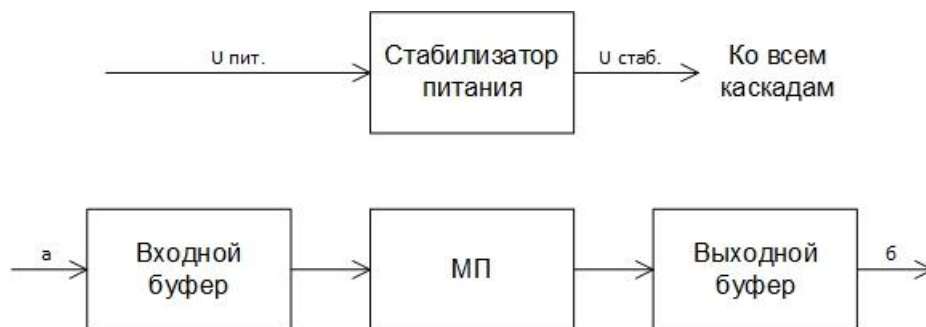 U пит.
Стабилизатор
питания
U стаб.
Ко всем
каскадам
а
Входной
буфер
МП
Выходной
буфер
б